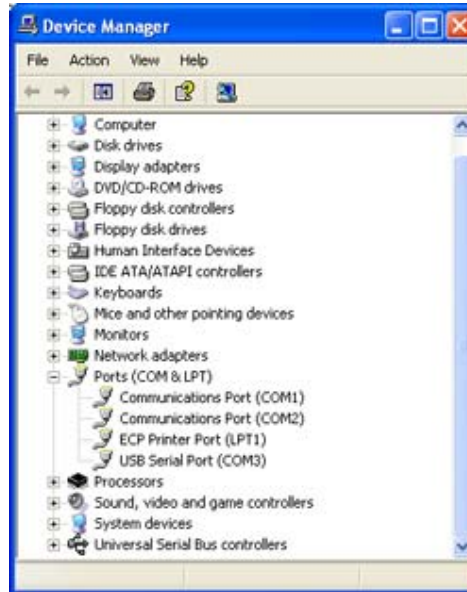 Device Manager
File Action View Help
Computer
Disk drives
Display adapters
DVD/CD-ROM drives
Floppy disk controllers
Floppy disk drives
Human Interface Devices
IDE ATA/ATAPI controllers
Keyboards
Mice and other pointing devices
Monitors
Network adapters
Ports (COM & LPT)
Communications Port (COM1)
Communications Port (COM2)
ECP Printer Port (LPT1)
USB Serial Port (COM3)
Processors
Sound, video and game controllers
System devices
Universal Serial Bus controllers